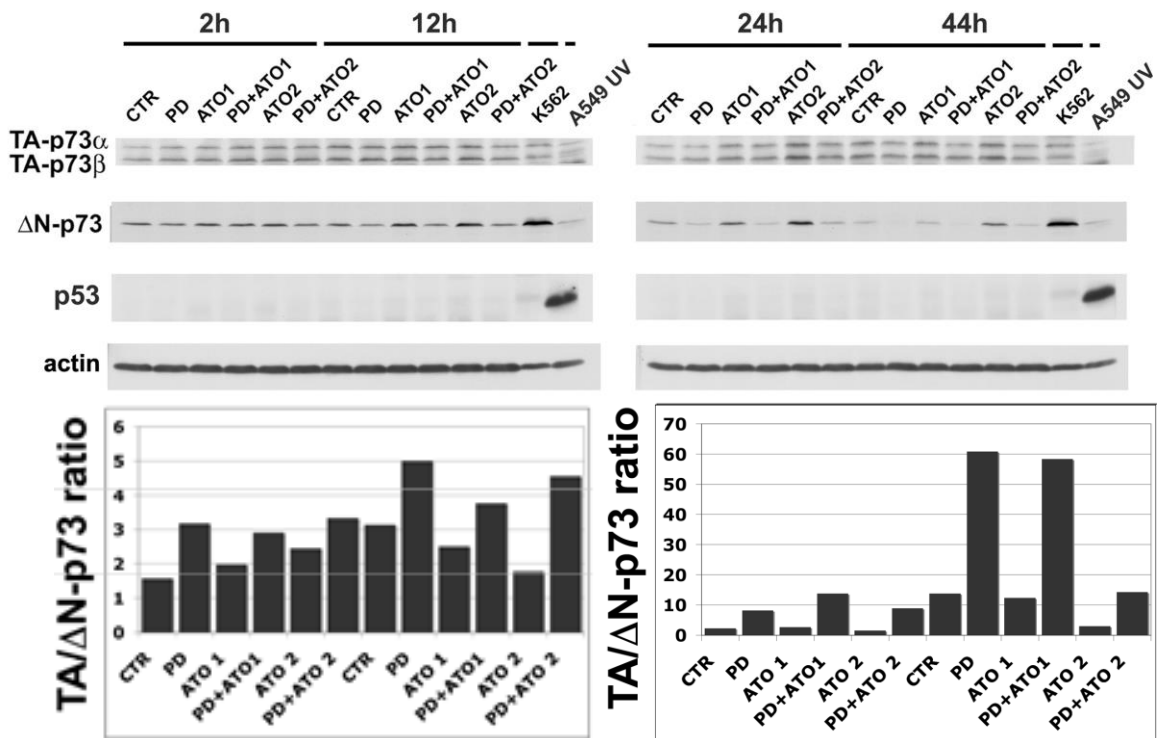 2h 12h 24h 44h
CTR PD ATO1 PD+ATO1 ATO2 PD+ATO2 CTR PD ATO1 PD+ATO1 ATO2 PD+ATO2 K562 A549 UV
CTR PD ATO1 PD+ATO1 ATO2 PD+ATO2 CTR PD ATO1 PD+ATO1 ATO2 PD+ATO2 K562 A549 UV
TA-p73α
TA-p73β
ΔN-p73
p53
actin
TA/ΔN-p73 ratio
6
5
4
3
2
1
0
CTR PD ATO 1 PD+ATO1 ATO 2 PD+ATO 2 CTR PD ATO 1 PD+ATO1 ATO 2 PD+ATO 2
TA/ΔN-p73 ratio
70
60
50
40
30
20
10
0
CTR PD ATO 1 PD+ATO1 ATO 2 PD+ATO 2 CTR PD ATO 1 PD+ATO1 ATO 2 PD+ATO 2